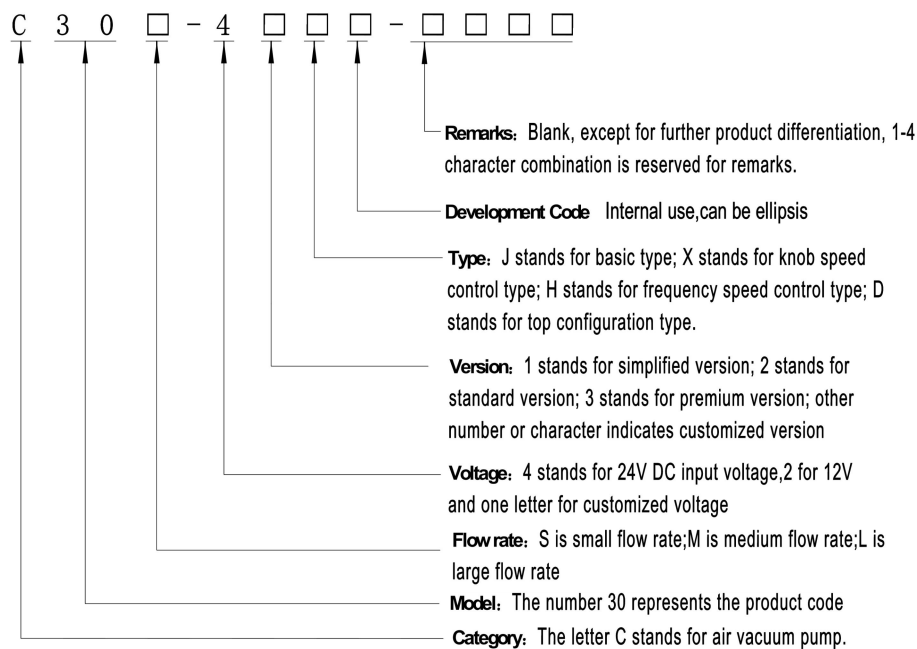 C 30 □ - 4 □ □ □ - □ □ □ □
Remarks: Blank, except for further product differentiation, 1-4
character combination is reserved for remarks.
Development Code Internal use,can be ellipsis
Type: J stands for basic type; X stands for knob speed
control type; H stands for frequency speed control type; D
stands for top configuration type.
Version: 1 stands for simplified version; 2 stands for
standard version; 3 stands for premium version; other
number or character indicates customized version
Voltage: 4 stands for 24V DC input voltage,2 for 12V
and one letter for customized voltage
Flow rate: S is small flow rate;M is medium flow rate;L is
large flow rate
Model: The number 30 represents the product code
Category: The letter C stands for air vacuum pump.